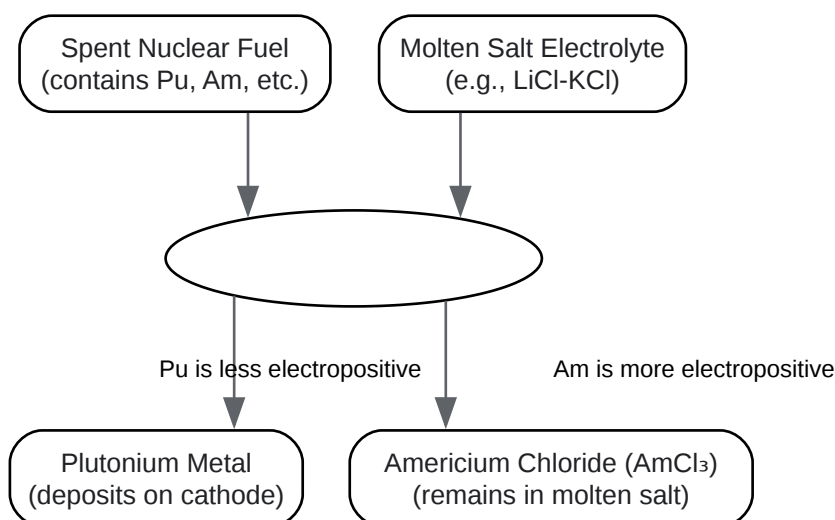 Spent Nuclear Fuel
(contains Pu, Am, etc.)
Molten Salt Electrolyte
(e.g., LiCl-KCl)
Pu is less electropositive
Am is more electropositive
Plutonium Metal
(deposits on cathode)
Americium Chloride (AmCl₃)
(remains in molten salt)